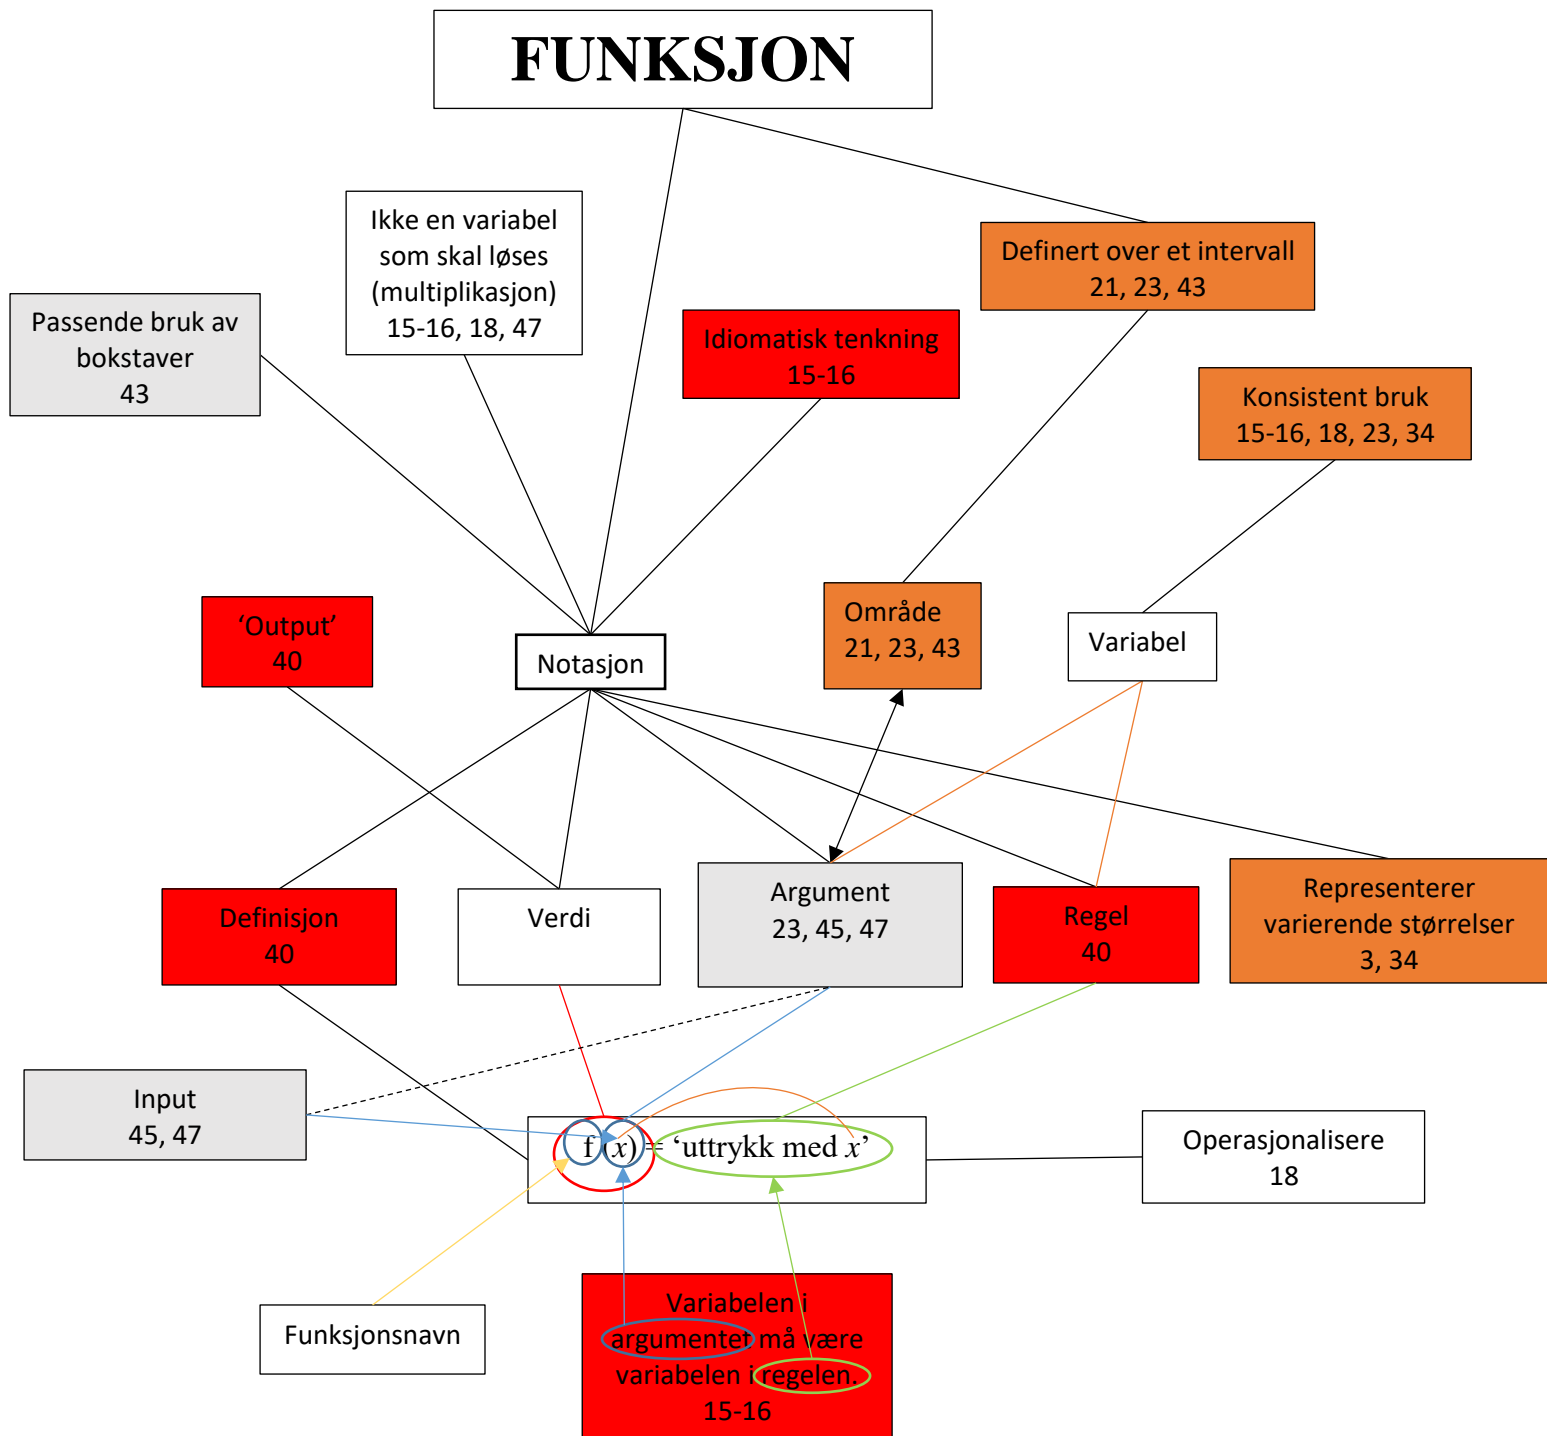 FUNKSJON
Ikke en variabel
som skal løses
(multiplikasjon)
15-16, 18, 47
Definert over et intervall
21, 23, 43
Passende bruk av
bokstaver
43
Idiomatisk tenkning
15-16
Konsistent bruk
15-16, 18, 23, 34
‘Output’
40
Notasjon
Område
21, 23, 43
Variabel
Definisjon
40
Verdi
Argument
23, 45, 47
Regel
40
Representerer
varierende størrelser
3, 34
Input
45, 47
f (x) = ‘uttrykk med x’
Operasjonalisere
18
Funksjonsnavn
Variabelen i
argumentet må være
variabelen i regelen.
15-16